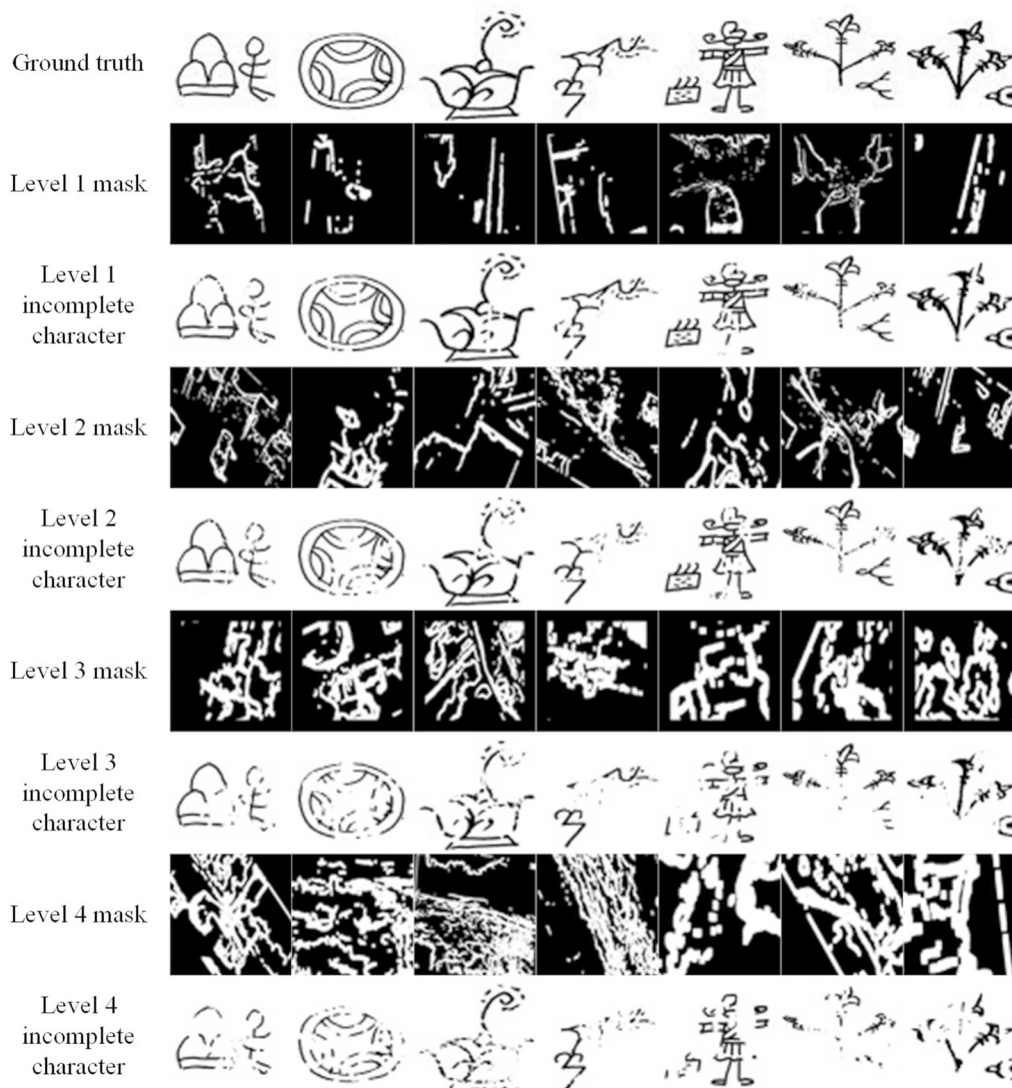 Ground truth
Level 1 mask
Level 1
incomplete
character
Level 2 mask
Level 2
incomplete
character
Level 3 mask
Level 3
incomplete
character
Level 4 mask
Level 4
incomplete
character